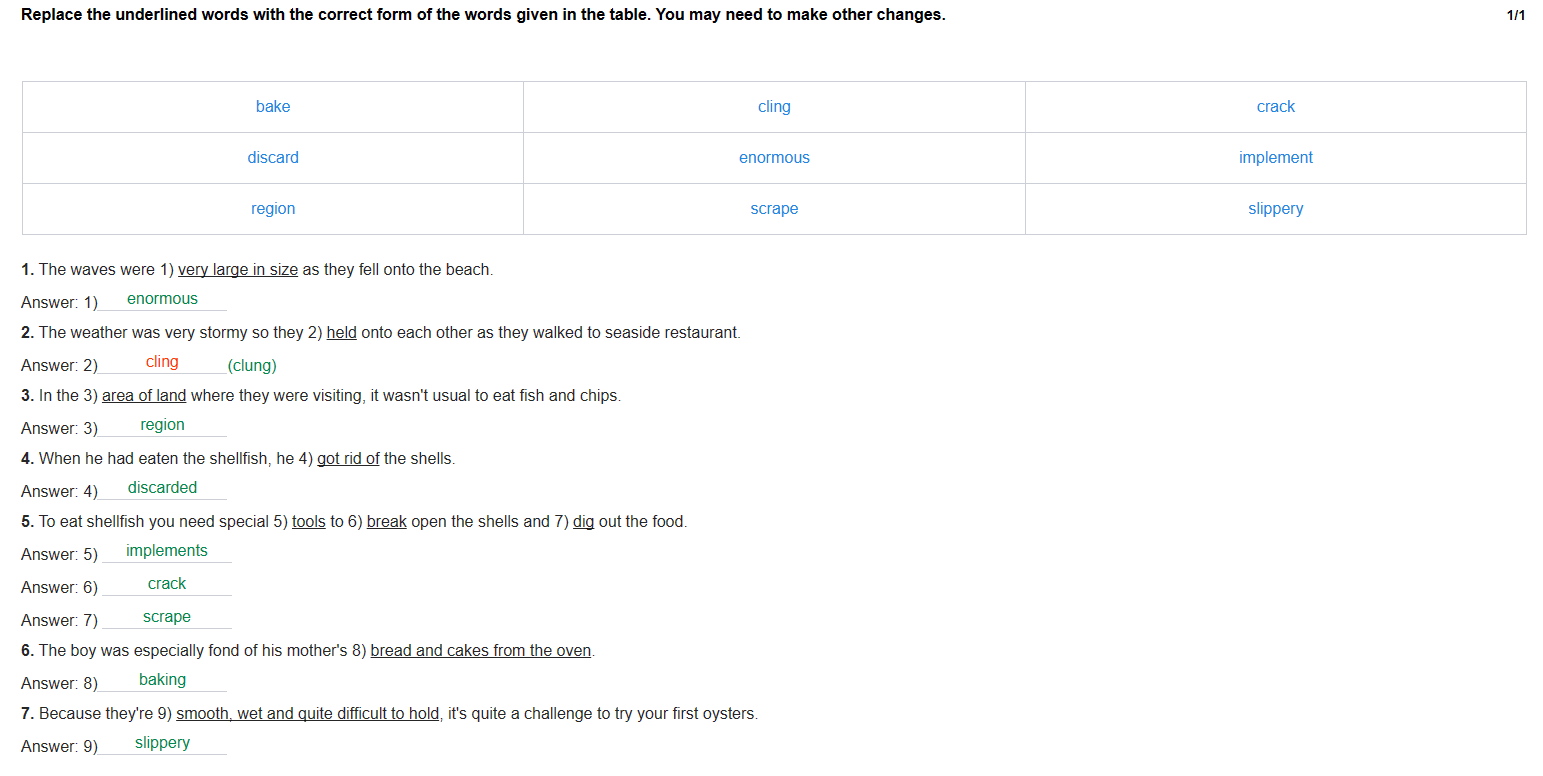 Replace the underlined words with the correct form of the words given in the table. You may need to make other changes. 1/1
bake cling crack
discard enormous implement
region scrape slippery
1. The waves were 1) very large in size as they fell onto the beach.
Answer: 1) enormous
2. The weather was very stormy so they 2) held onto each other as they walked to seaside restaurant.
Answer: 2) cling (clung)
3. In the 3) area of land where they were visiting, it wasn't usual to eat fish and chips.
Answer: 3) region
4. When he had eaten the shellfish, he 4) got rid of the shells.
Answer: 4) discarded
5. To eat shellfish you need special 5) tools to 6) break open the shells and 7) dig out the food.
Answer: 5) implements
Answer: 6) crack
Answer: 7) scrape
6. The boy was especially fond of his mother's 8) bread and cakes from the oven.
Answer: 8) baking
7. Because they're 9) smooth, wet and quite difficult to hold, it's quite a challenge to try your first oysters.
Answer: 9) slippery